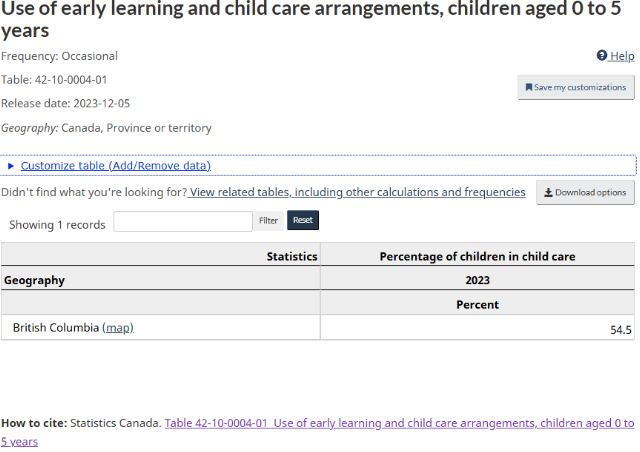 Use of early learning and child care arrangements, children aged 0 to 5
years
Frequency: Occasional
Help
Table: 42-10-0004-01
Save my customizations
Release date: 2023-12-05
Geography: Canada, Province or territory
Customize table (Add/Remove data)
Didn't find what you're looking for? View related tables, including other calculations and frequencies
Download options
Showing 1 records Filter Reset
Statistics Percentage of children in child care
Geography 2023
Percent
British Columbia (map) 54.5
How to cite: Statistics Canada. Table 42-10-0004-01 Use of early learning and child care arrangements, children aged 0 to
5 years